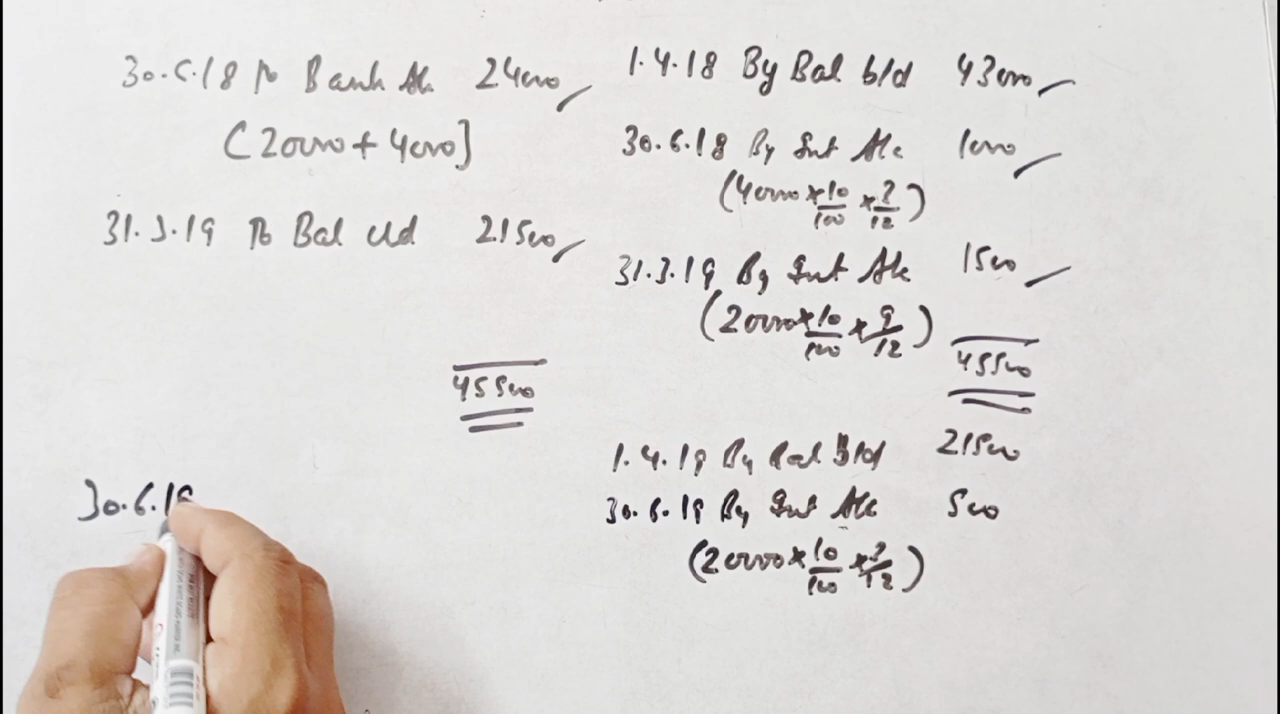 30.6.18 To Bank A/c 24000
(20000 + 4000]
31.3.19 To Bal c/d 21500
45500
30.6.19
1.4.18 By Bal b/d 43000
30.6.18 By Int A/c 1000
(40000 × 10/100 × 3/12)
31.3.19 By Int A/c 1500
(20000 × 10/100 × 9/12)
45500
1.4.19 By Bal b/d 21500
30.6.19 By Int A/c 500
(20000 × 10/100 × 3/12)